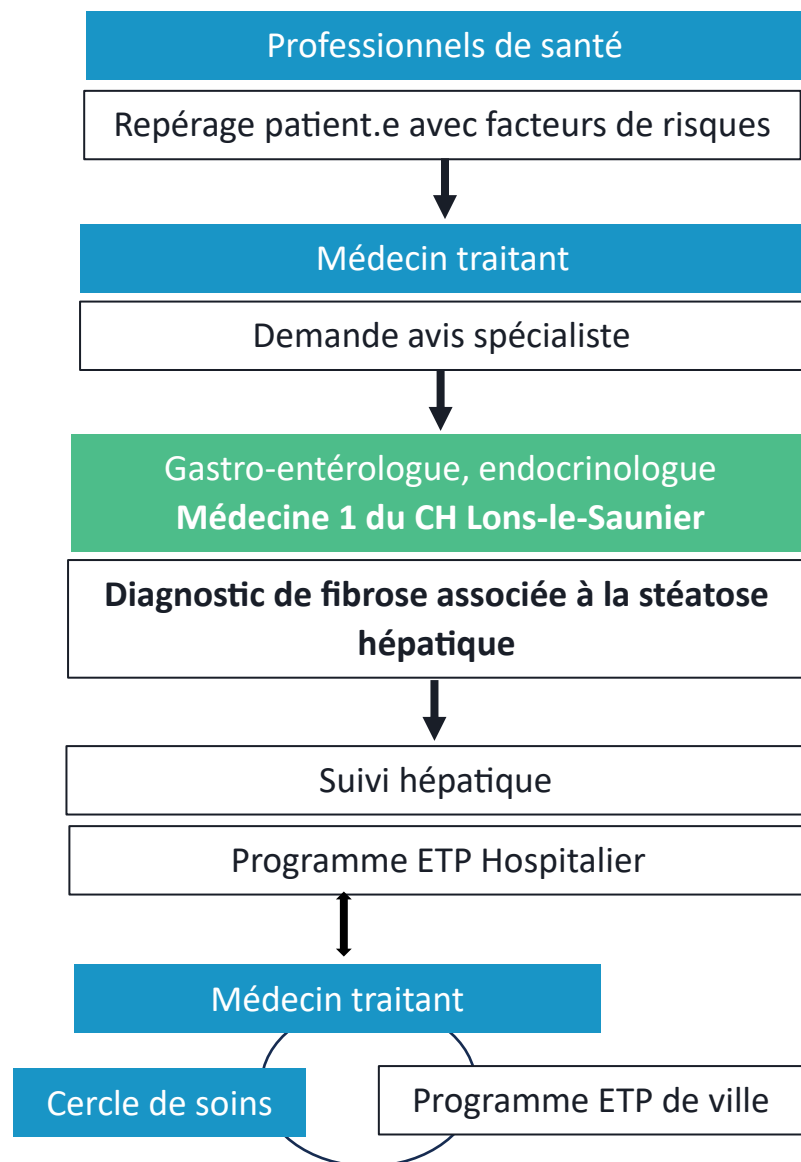 Professionnels de santé
Repérage patient.e avec facteurs de risques
Médecin traitant
Demande avis spécialiste
Gastro-entérologue, endocrinologue
Médecine 1 du CH Lons-le-Saunier
Diagnostic de fibrose associée à la stéatose
hépatique
Suivi hépatique
Programme ETP Hospitalier
Médecin traitant
Cercle de soins
Programme ETP de ville